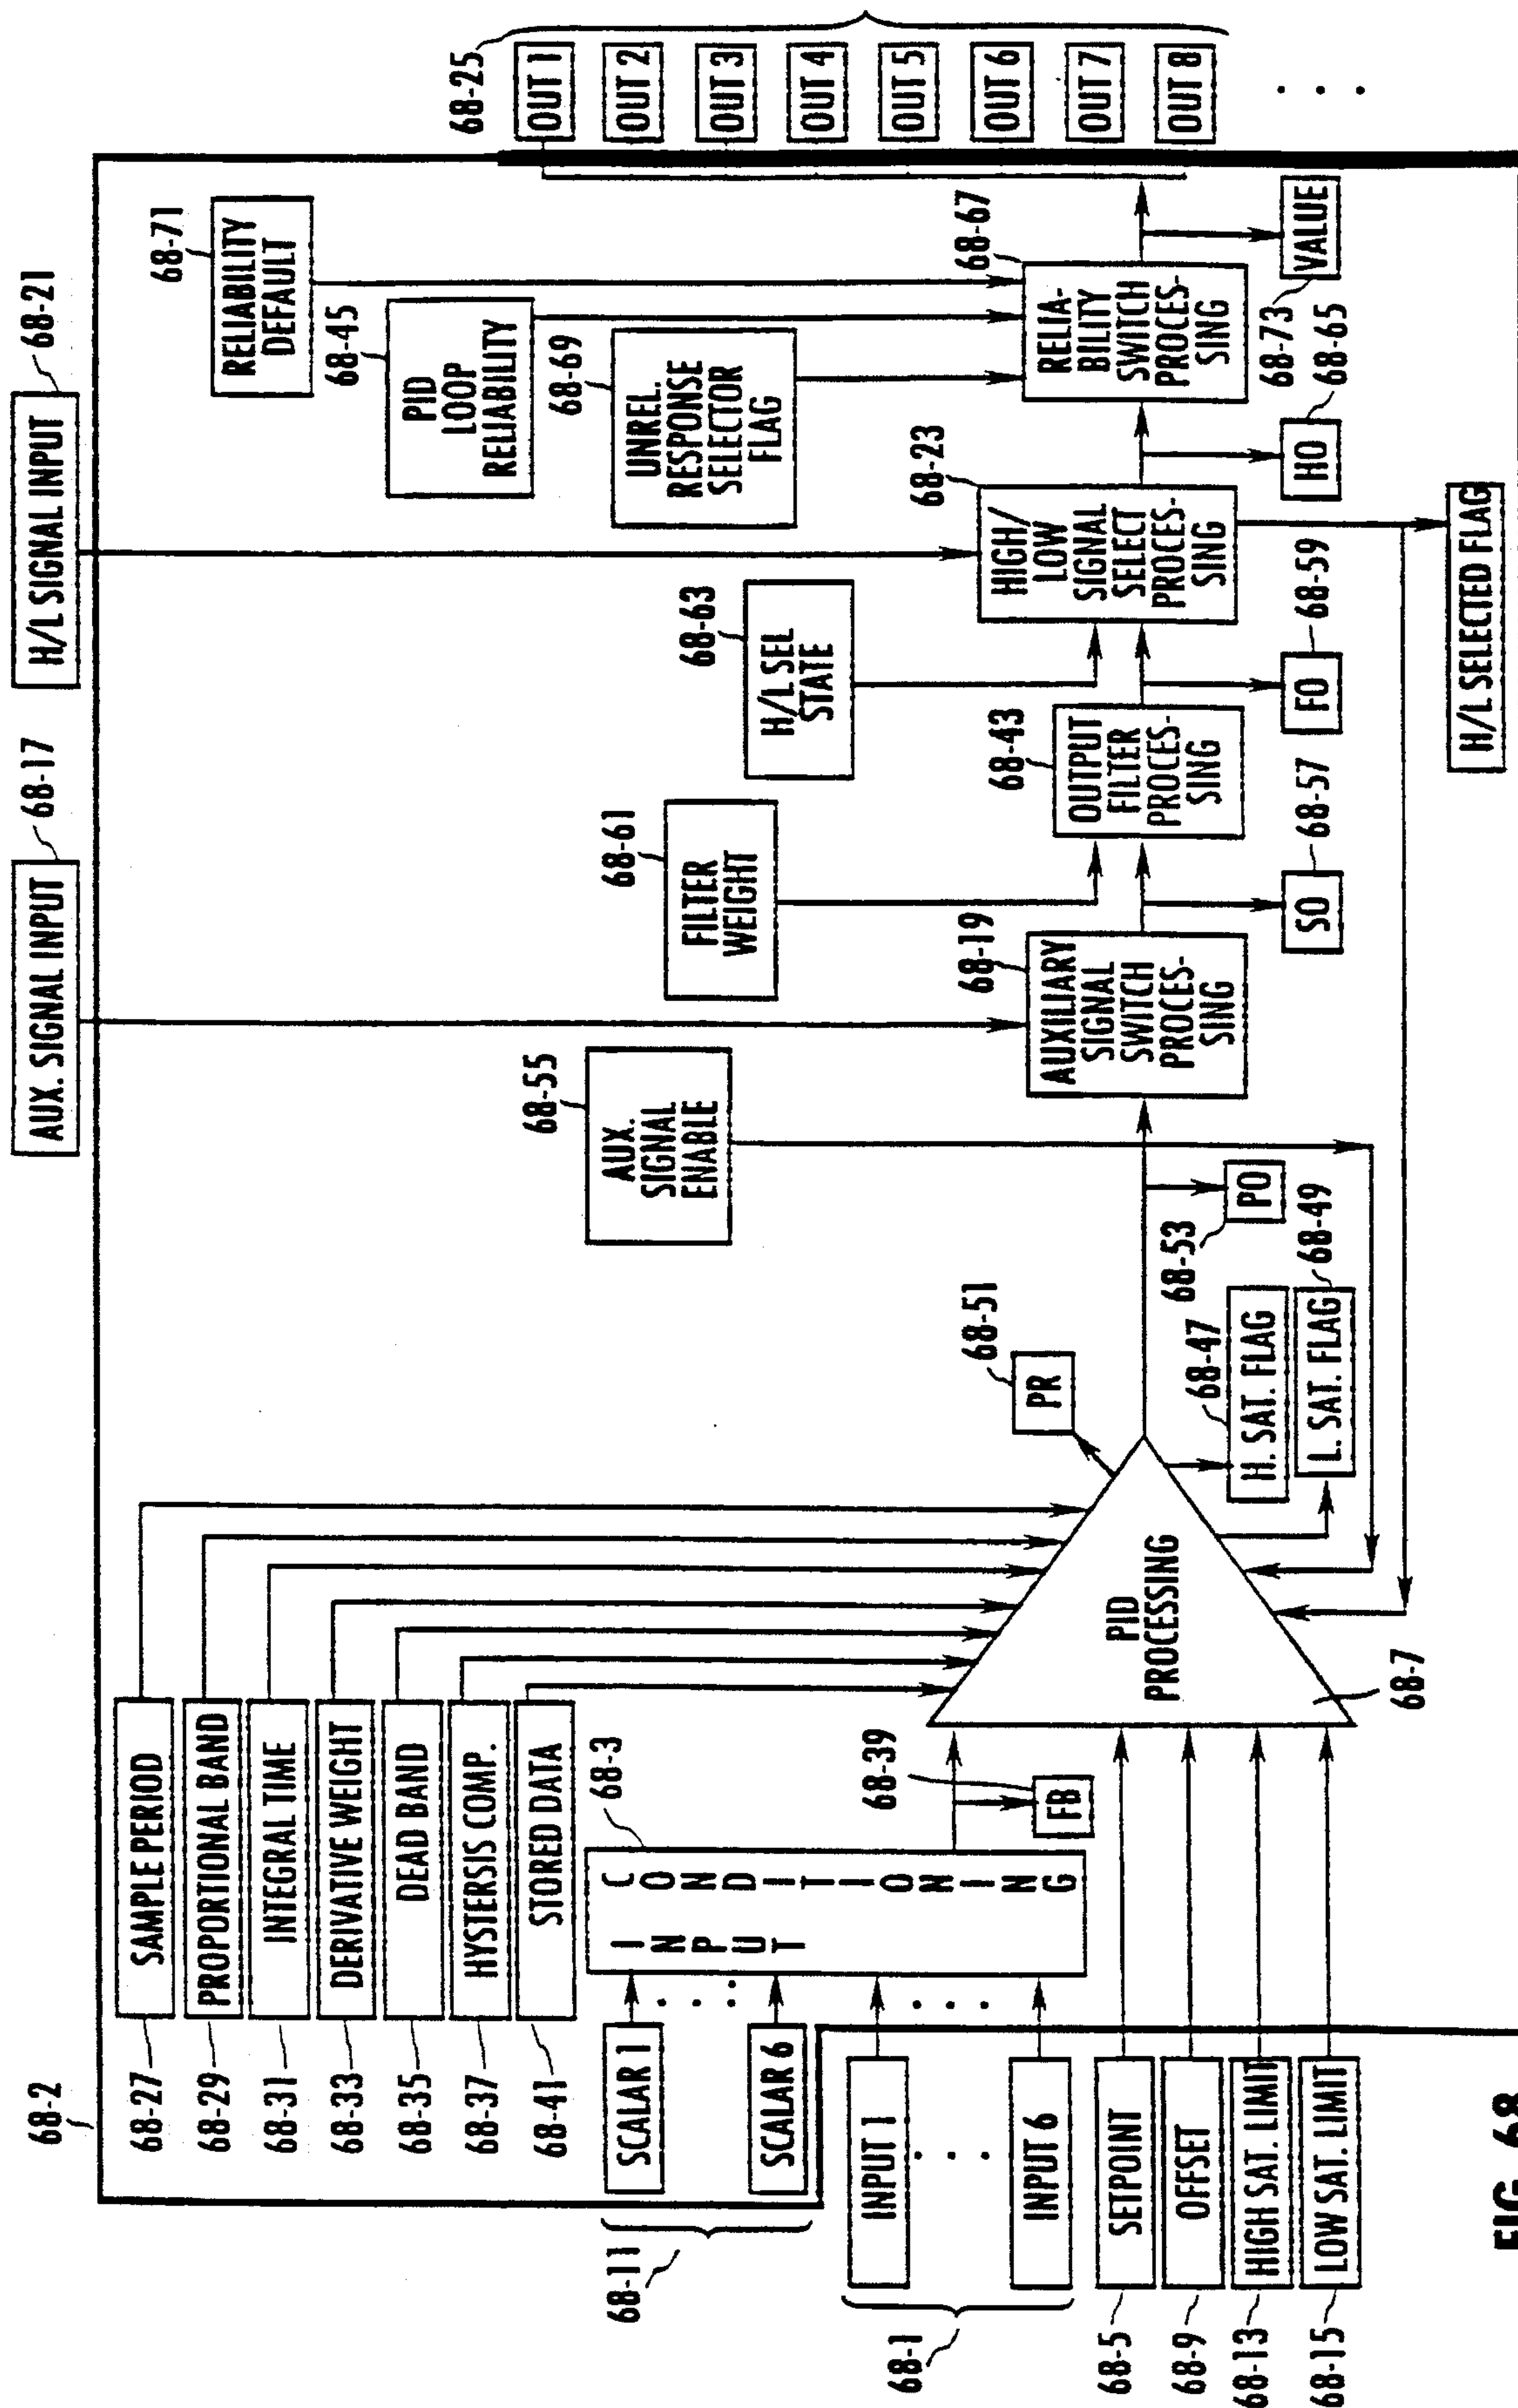 68-2
AUX. SIGNAL INPUT
68-17
H/L SIGNAL INPUT
68-21
68-27
SAMPLE PERIOD
68-29
PROPORTIONAL BAND
68-31
INTEGRAL TIME
68-33
DERIVATIVE WEIGHT
68-35
DEAD BAND
68-37
HYSTERSIS COMP.
68-41
STORED DATA
68-11
SCALAR 1
SCALAR 6
68-3
INPUT
CONDITIONING
68-1
INPUT 1
INPUT 6
68-5
SETPOINT
68-9
OFFSET
68-13
HIGH SAT. LIMIT
68-15
LOW SAT. LIMIT
68-39
FB
PID
PROCESSING
68-7
PR
68-51
68-47
H. SAT. FLAG
L. SAT. FLAG
68-49
68-53
PO
68-55
AUX.
SIGNAL
ENABLE
68-19
AUXILIARY
SIGNAL
SWITCH
PROCES-
SING
SO
68-57
68-61
FILTER
WEIGHT
68-43
OUTPUT
FILTER
PROCES-
SING
FO
68-59
68-63
H/L SEL
STATE
68-23
HIGH/
LOW
SIGNAL
SELECT
PROCES-
SING
H/L SELECTED FLAG
HO
68-65
68-71
RELIABILITY
DEFAULT
68-45
PID
LOOP
RELIABILITY
68-69
UNREL.
RESPONSE
SELECTOR
FLAG
68-67
RELIA-
BILITY
SWITCH
PROCES-
SING
68-73
VALUE
68-25
OUT 1
OUT 2
OUT 3
OUT 4
OUT 5
OUT 6
OUT 7
OUT 8
FIG. 68